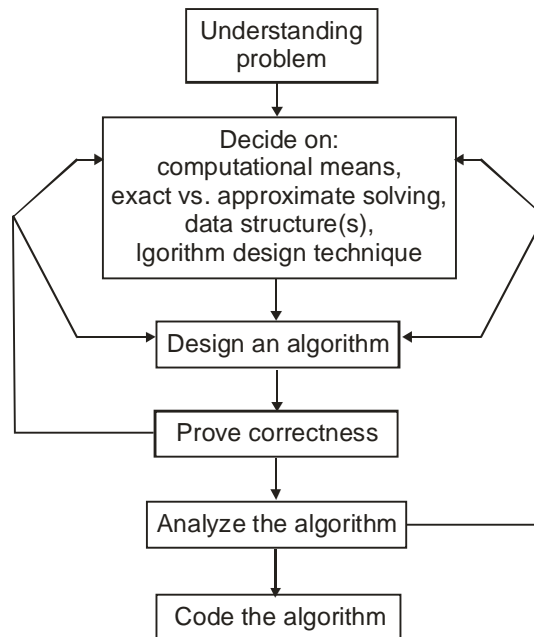 Understanding
problem
Decide on:
computational means,
exact vs. approximate solving,
data structure(s),
lgorithm design technique
Design an algorithm
Prove correctness
Analyze the algorithm
Code the algorithm